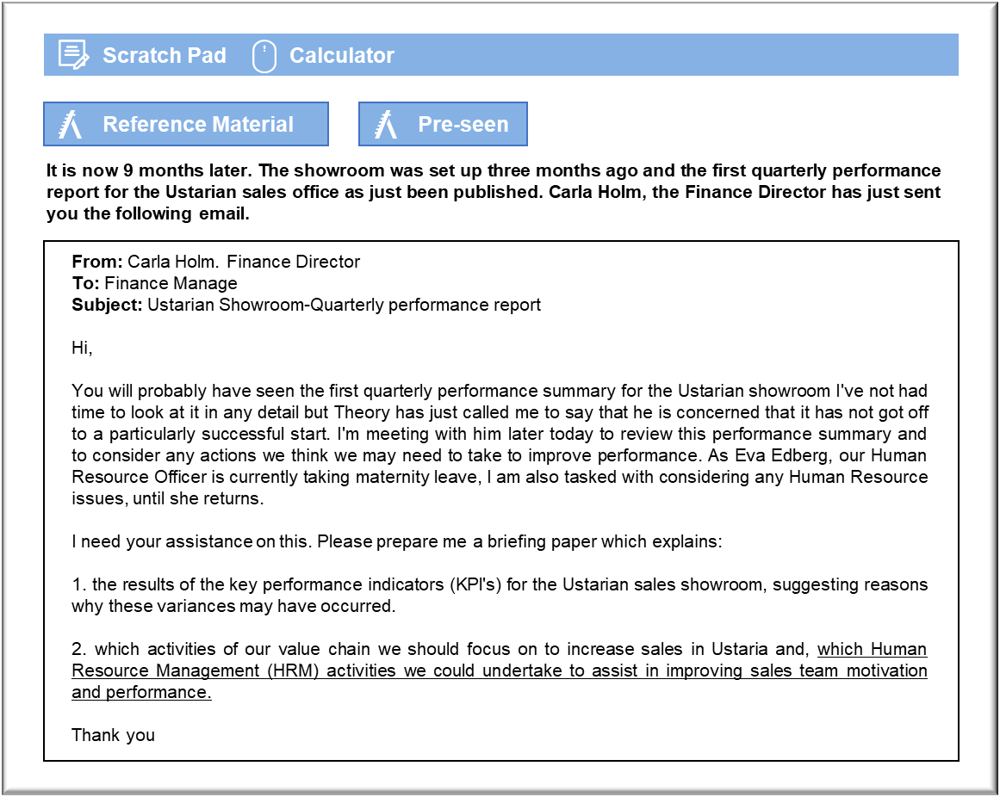 Scratch Pad Calculator
Reference Material Pre-seen
It is now 9 months later. The showroom was set up three months ago and the first quarterly performance
report for the Ustarian sales office as just been published. Carla Holm, the Finance Director has just sent
you the following email.
From: Carla Holm. Finance Director
To: Finance Manage
Subject: Ustarian Showroom-Quarterly performance report
Hi,
You will probably have seen the first quarterly performance summary for the Ustarian showroom I've not had
time to look at it in any detail but Theory has just called me to say that he is concerned that it has not got off
to a particularly successful start. I'm meeting with him later today to review this performance summary and
to consider any actions we think we may need to take to improve performance. As Eva Edberg, our Human
Resource Officer is currently taking maternity leave, I am also tasked with considering any Human Resource
issues, until she returns.
I need your assistance on this. Please prepare me a briefing paper which explains:
1. the results of the key performance indicators (KPI's) for the Ustarian sales showroom, suggesting reasons
why these variances may have occurred.
2. which activities of our value chain we should focus on to increase sales in Ustaria and, which Human
Resource Management (HRM) activities we could undertake to assist in improving sales team motivation
and performance.
Thank you